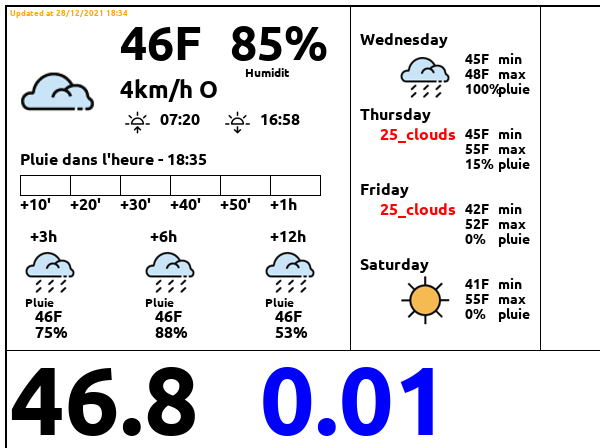 Updated at 28/12/2021 18:34
46F 85%
Humidit
4km/h O
07:20 16:58
Pluie dans l'heure - 18:35
+10' +20' +30' +40' +50' +1h
+3h +6h +12h
Pluie Pluie Pluie
46F 46F 46F
75% 88% 53%
Wednesday
45F min
48F max
100% pluie
Thursday
25_clouds
45F min
55F max
15% pluie
Friday
25_clouds
42F min
52F max
0% pluie
Saturday
41F min
55F max
0% pluie
46.8 0.01